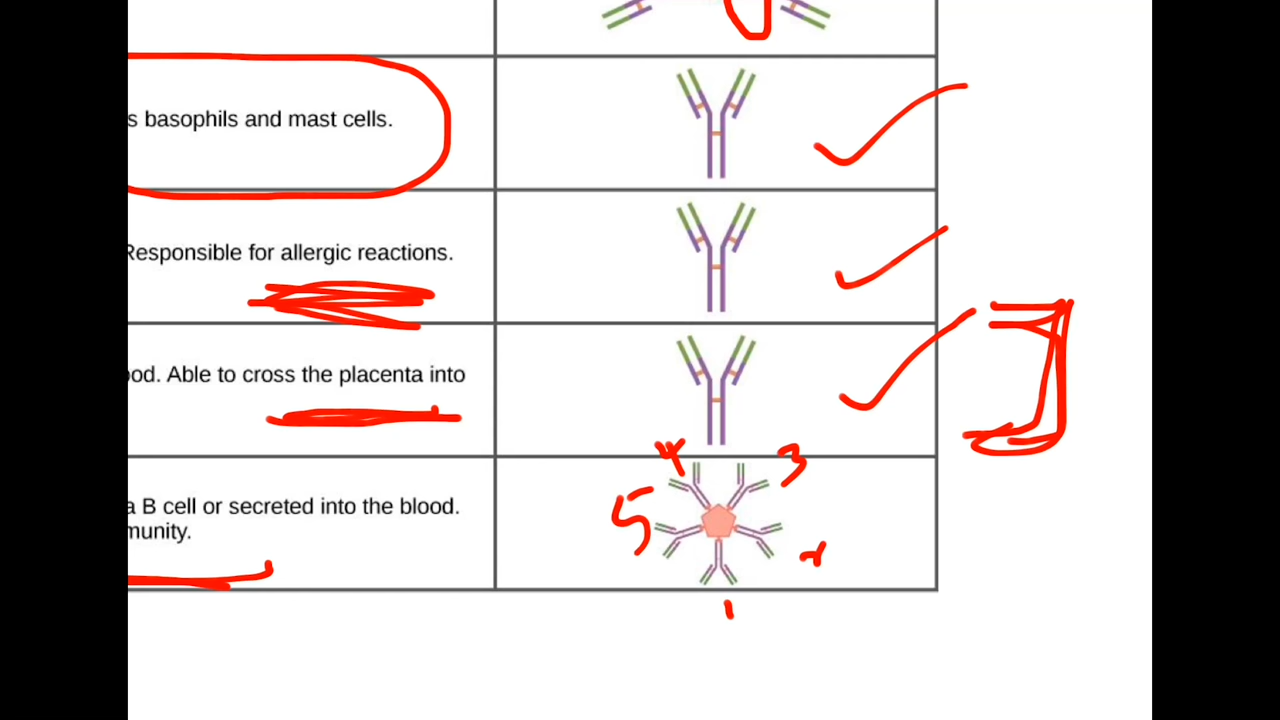 s basophils and mast cells.
Responsible for allergic reactions.
ood. Able to cross the placenta into
4
3
5
a B cell or secreted into the blood.
munity.
2
1